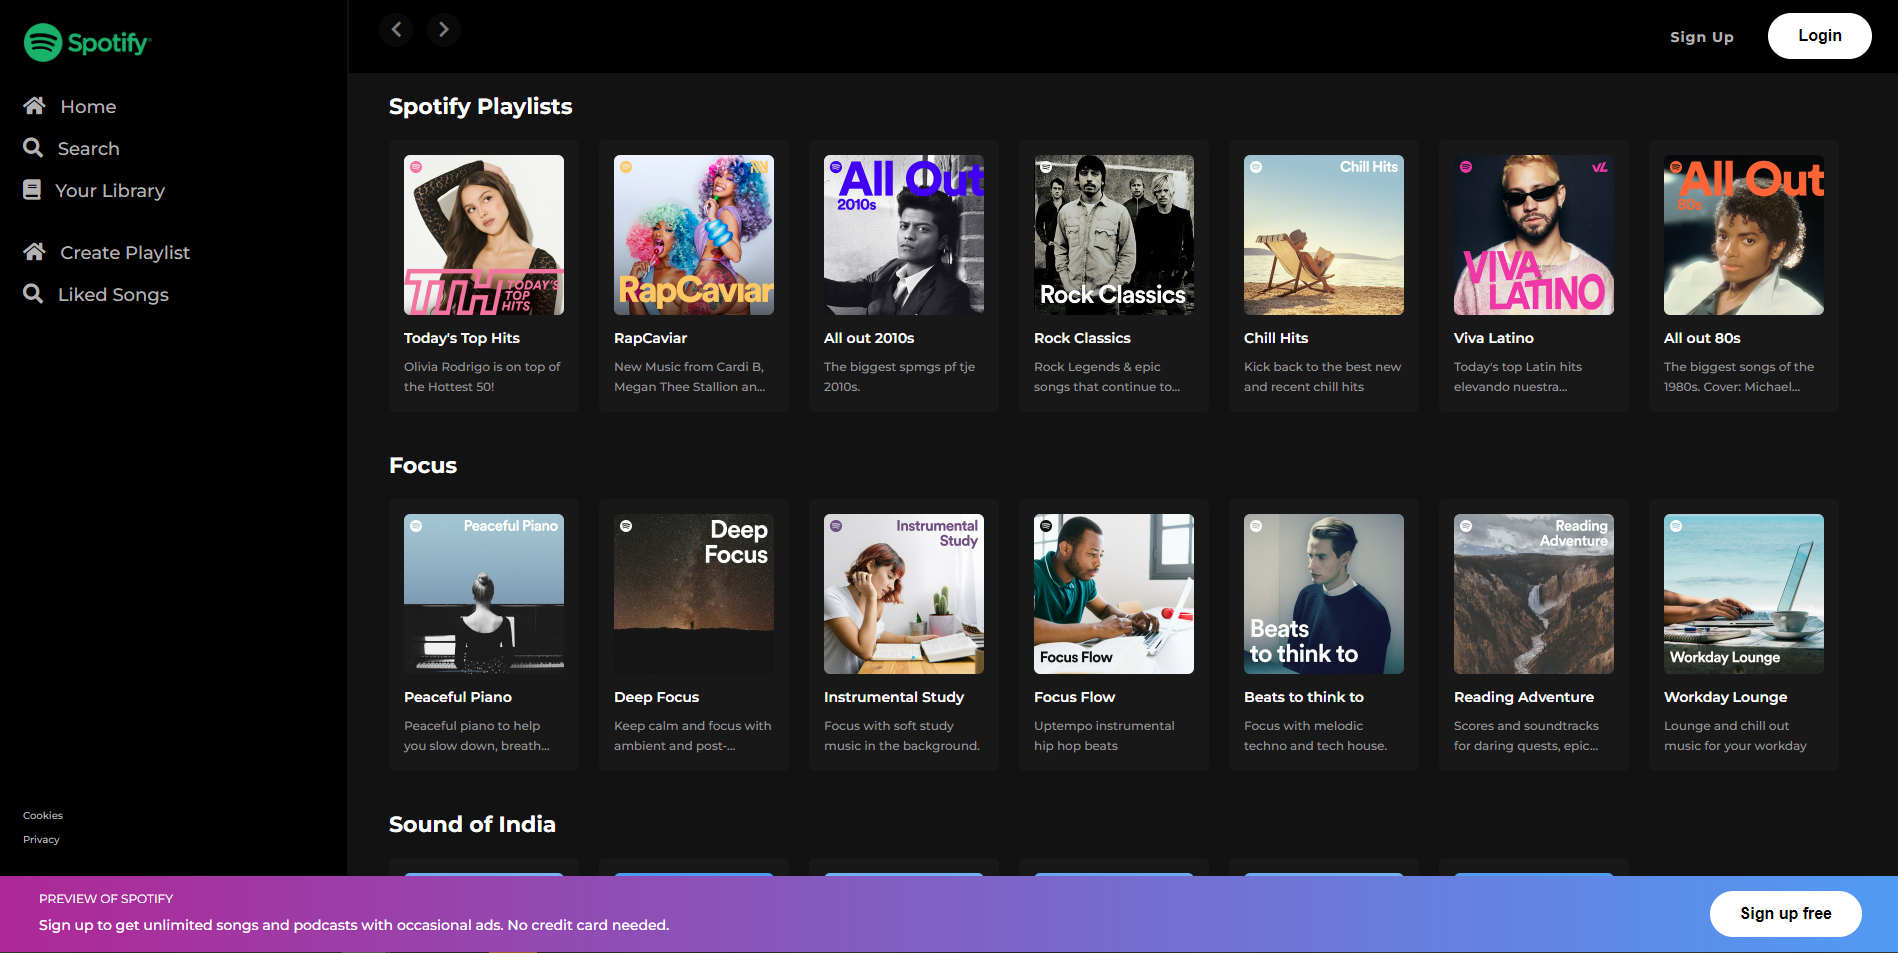 Spotify
Home
Search
Your Library
Create Playlist
Liked Songs
Cookies
Privacy
Sign Up
Login
Spotify Playlists
TTH TODAY'S
TOP
HITS
Today's Top Hits
Olivia Rodrigo is on top of
the Hottest 50!
RapCaviar
RapCaviar
New Music from Cardi B,
Megan Thee Stallion an...
All Out
2010s
All out 2010s
The biggest spmgs pf tje
2010s.
Rock Classics
Rock Classics
Rock Legends & epic
songs that continue to...
Chill Hits
Chill Hits
Kick back to the best new
and recent chill hits
VL
VIVA
LATINO
Viva Latino
Today's top Latin hits
elevando nuestra...
All Out
80s
All out 80s
The biggest songs of the
1980s. Cover: Michael...
Focus
Peaceful Piano
Peaceful Piano
Peaceful piano to help
you slow down, breath...
Deep
Focus
Deep Focus
Keep calm and focus with
ambient and post-...
Instrumental
Study
Instrumental Study
Focus with soft study
music in the background.
Focus Flow
Focus Flow
Uptempo instrumental
hip hop beats
Beats
to think to
Beats to think to
Focus with melodic
techno and tech house.
Reading
Adventure
Reading Adventure
Scores and soundtracks
for daring quests, epic...
Workday Lounge
Workday Lounge
Lounge and chill out
music for your workday
Sound of India
PREVIEW OF SPOTIFY
Sign up to get unlimited songs and podcasts with occasional ads. No credit card needed.
Sign up free